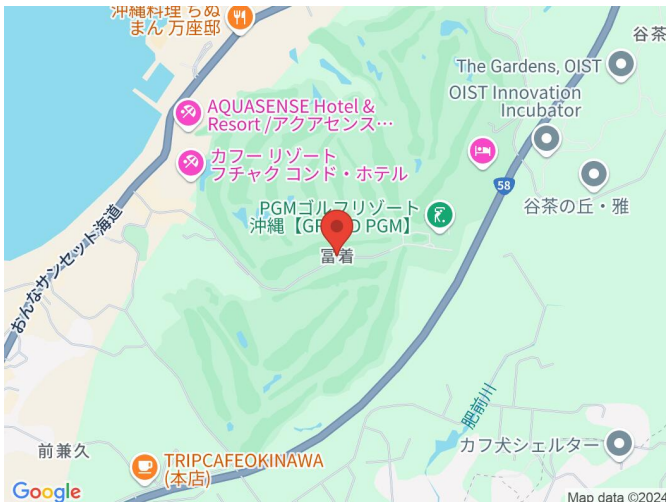 沖縄料理 ちぬ
まん 万座邸
谷茶
The Gardens, OIST
OIST Innovation
Incubator
AQUASENSE Hotel &
Resort /アクアセンス…
カフー リゾート
フチャク コンド・ホテル
58
谷茶の丘・雅
PGMゴルフリゾート
沖縄【GR D PGM】
冨着
おんなサンセット海道
肥前川
前兼久
カフ犬シェルター
TRIPCAFEOKINAWA
(本店)
Google
Map data ©2024